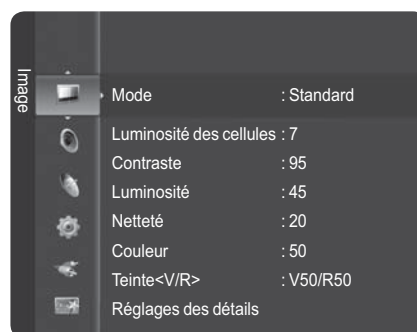 Image
Mode : Standard
Luminosité des cellules : 7
Contraste : 95
Luminosité : 45
Netteté : 20
Couleur : 50
Teinte<V/R> : V50/R50
Réglages des détails